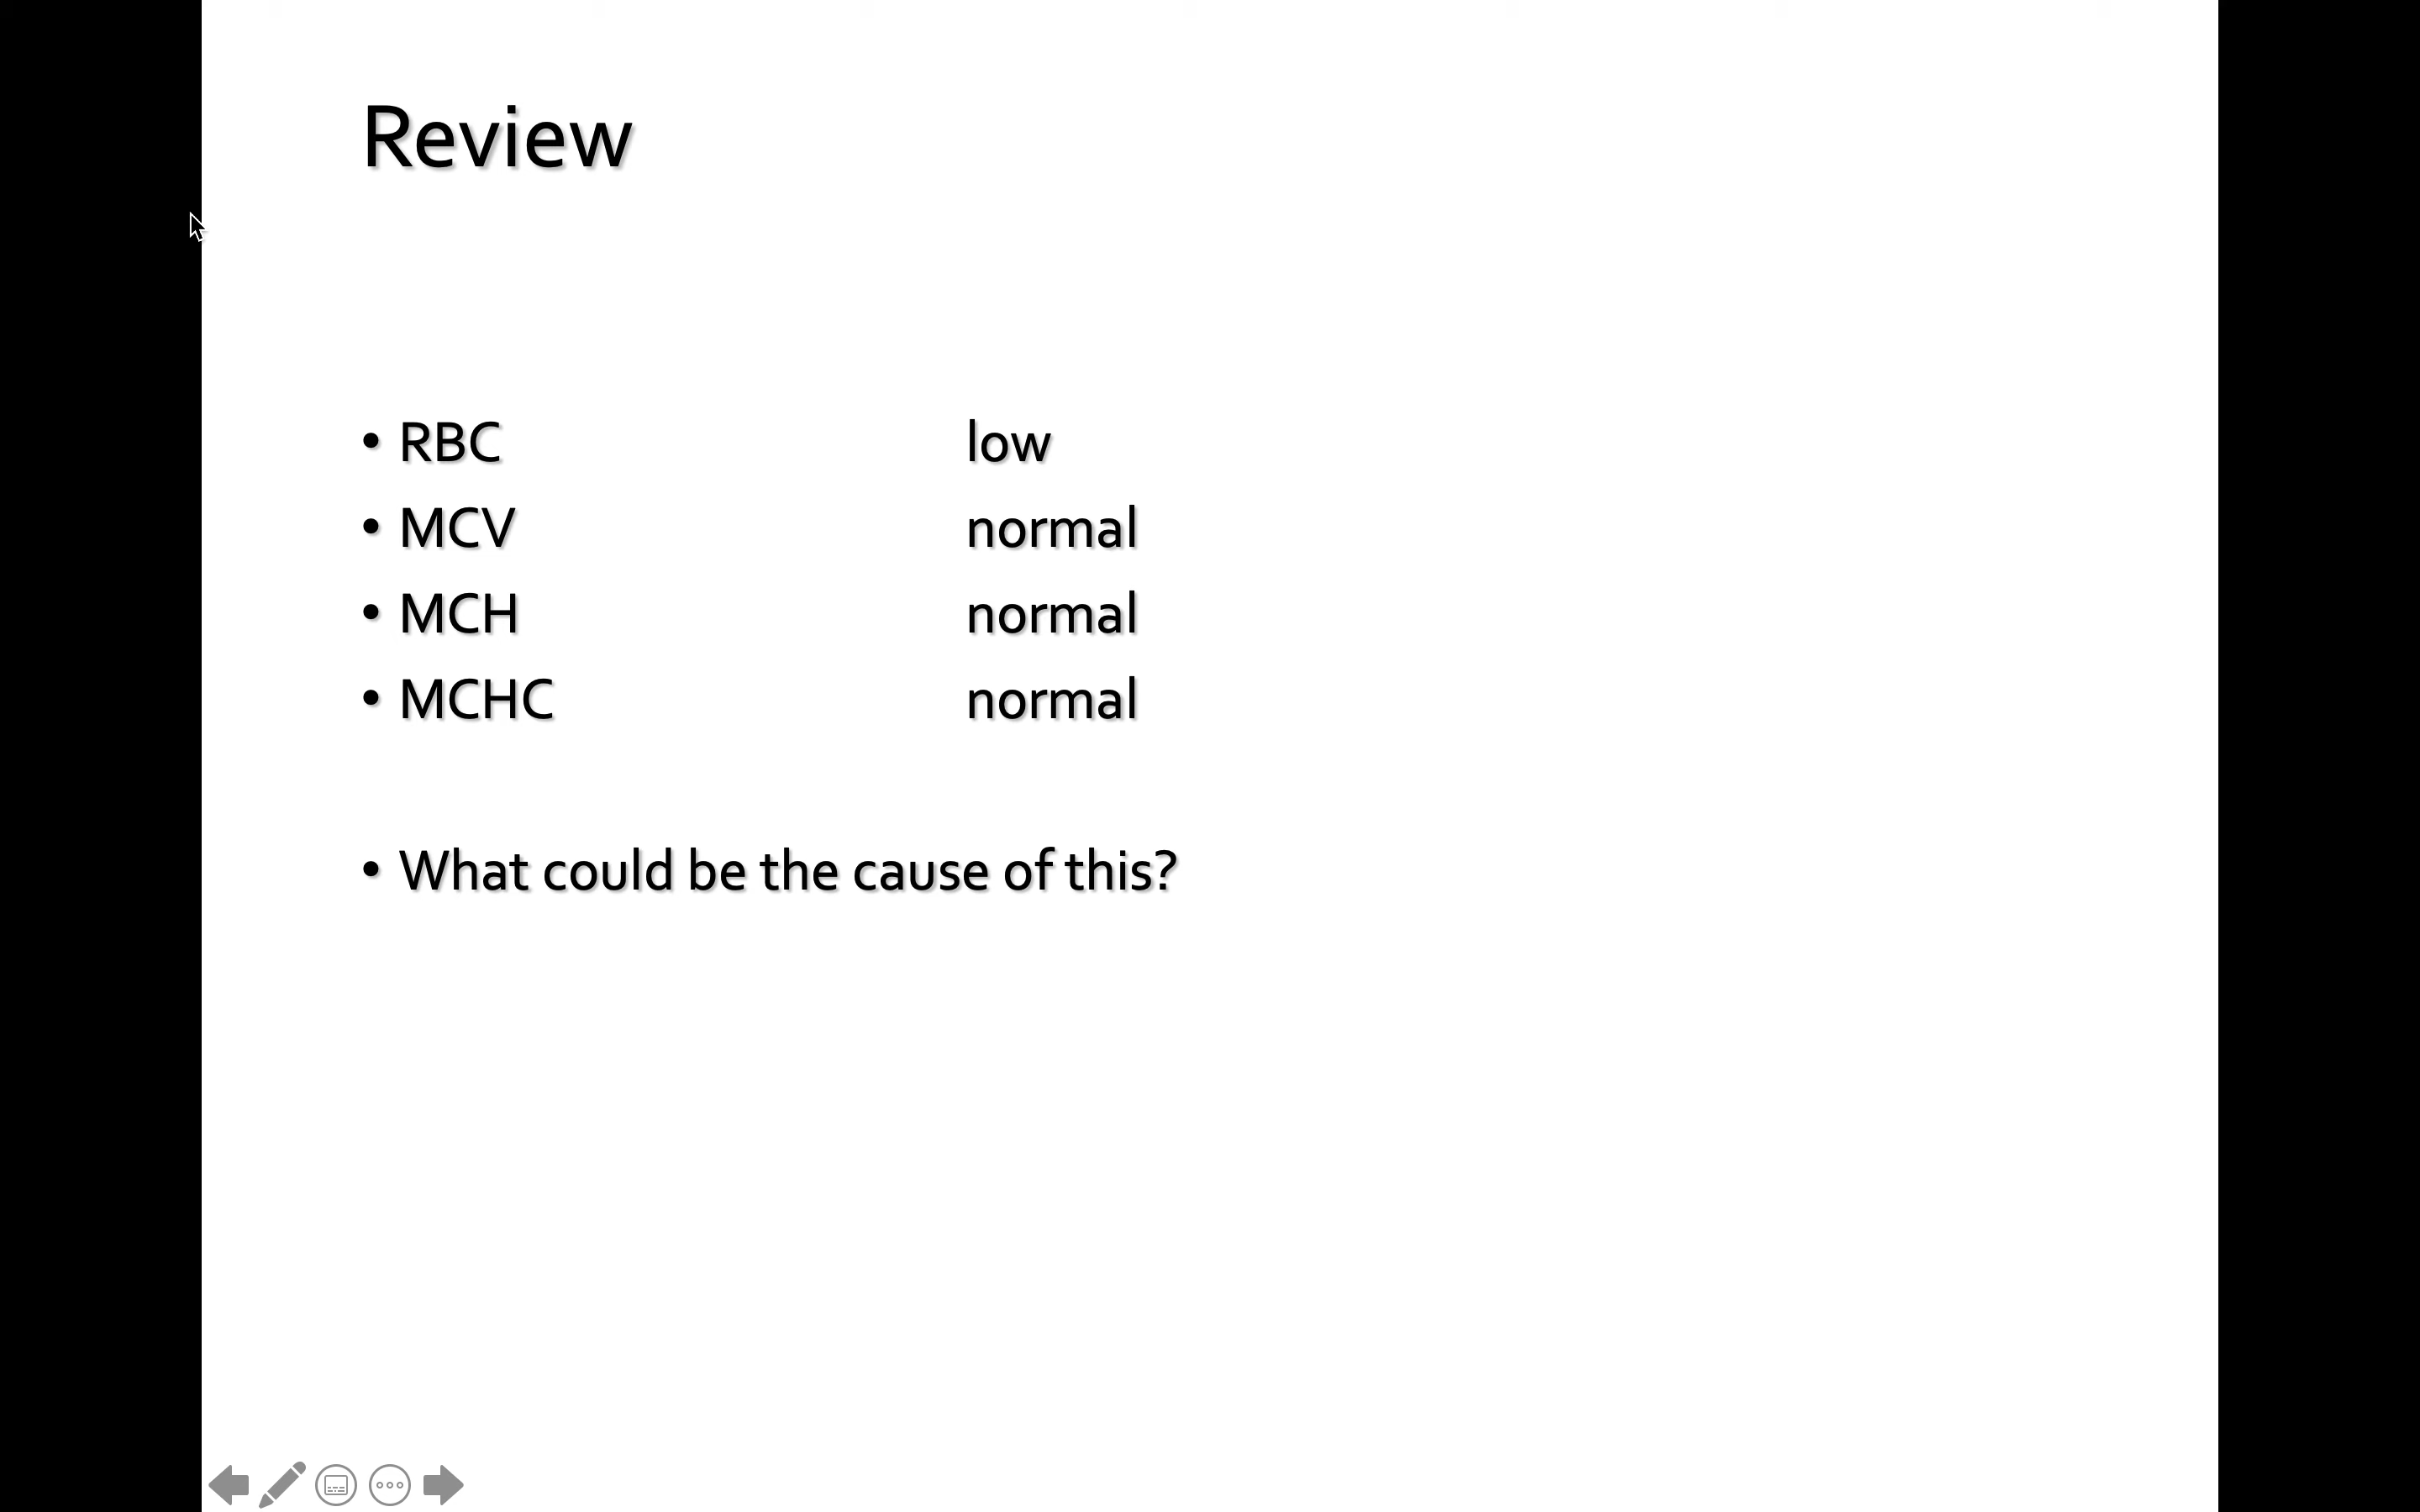 Review
• RBC low
• MCV normal
• MCH normal
• MCHC normal
• What could be the cause of this?